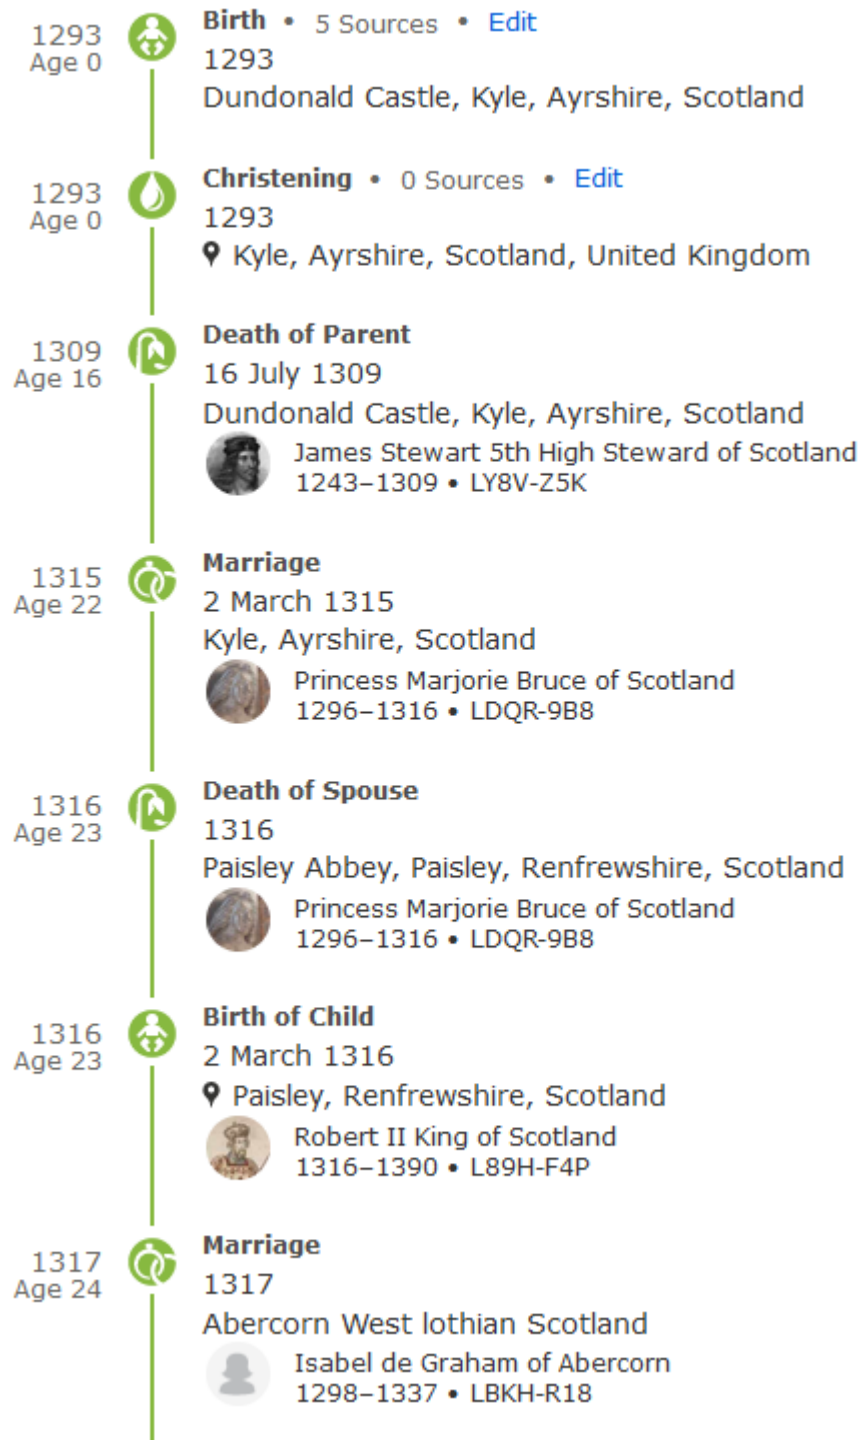 1293
Age 0
Birth • 5 Sources • Edit
1293
Dundonald Castle, Kyle, Ayrshire, Scotland
1293
Age 0
Christening • 0 Sources • Edit
1293
Kyle, Ayrshire, Scotland, United Kingdom
1309
Age 16
Death of Parent
16 July 1309
Dundonald Castle, Kyle, Ayrshire, Scotland
James Stewart 5th High Steward of Scotland
1243–1309 • LY8V-Z5K
1315
Age 22
Marriage
2 March 1315
Kyle, Ayrshire, Scotland
Princess Marjorie Bruce of Scotland
1296–1316 • LDQR-9B8
1316
Age 23
Death of Spouse
1316
Paisley Abbey, Paisley, Renfrewshire, Scotland
Princess Marjorie Bruce of Scotland
1296–1316 • LDQR-9B8
1316
Age 23
Birth of Child
2 March 1316
Paisley, Renfrewshire, Scotland
Robert II King of Scotland
1316–1390 • L89H-F4P
1317
Age 24
Marriage
1317
Abercorn West lothian Scotland
Isabel de Graham of Abercorn
1298–1337 • LBKH-R18